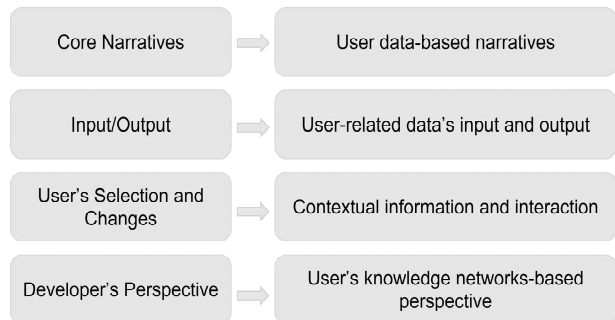 Core Narratives
User data-based narratives
Input/Output
User-related data's input and output
User's Selection and
Changes
Contextual information and interaction
Developer's Perspective
User's knowledge networks-based
perspective